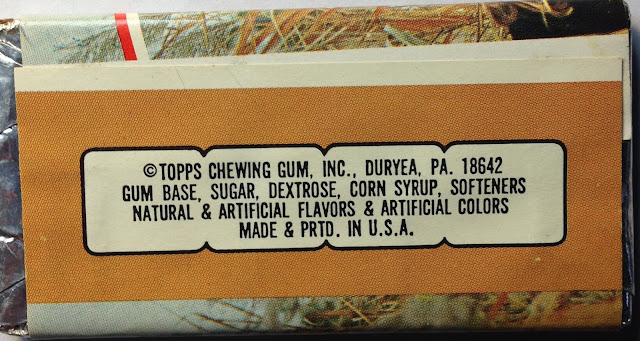 ©TOPPS CHEWING GUM, INC., DURYEA, PA. 18642
GUM BASE, SUGAR, DEXTROSE, CORN SYRUP, SOFTENERS
NATURAL & ARTIFICIAL FLAVORS & ARTIFICIAL COLORS
MADE & PRTD. IN U.S.A.